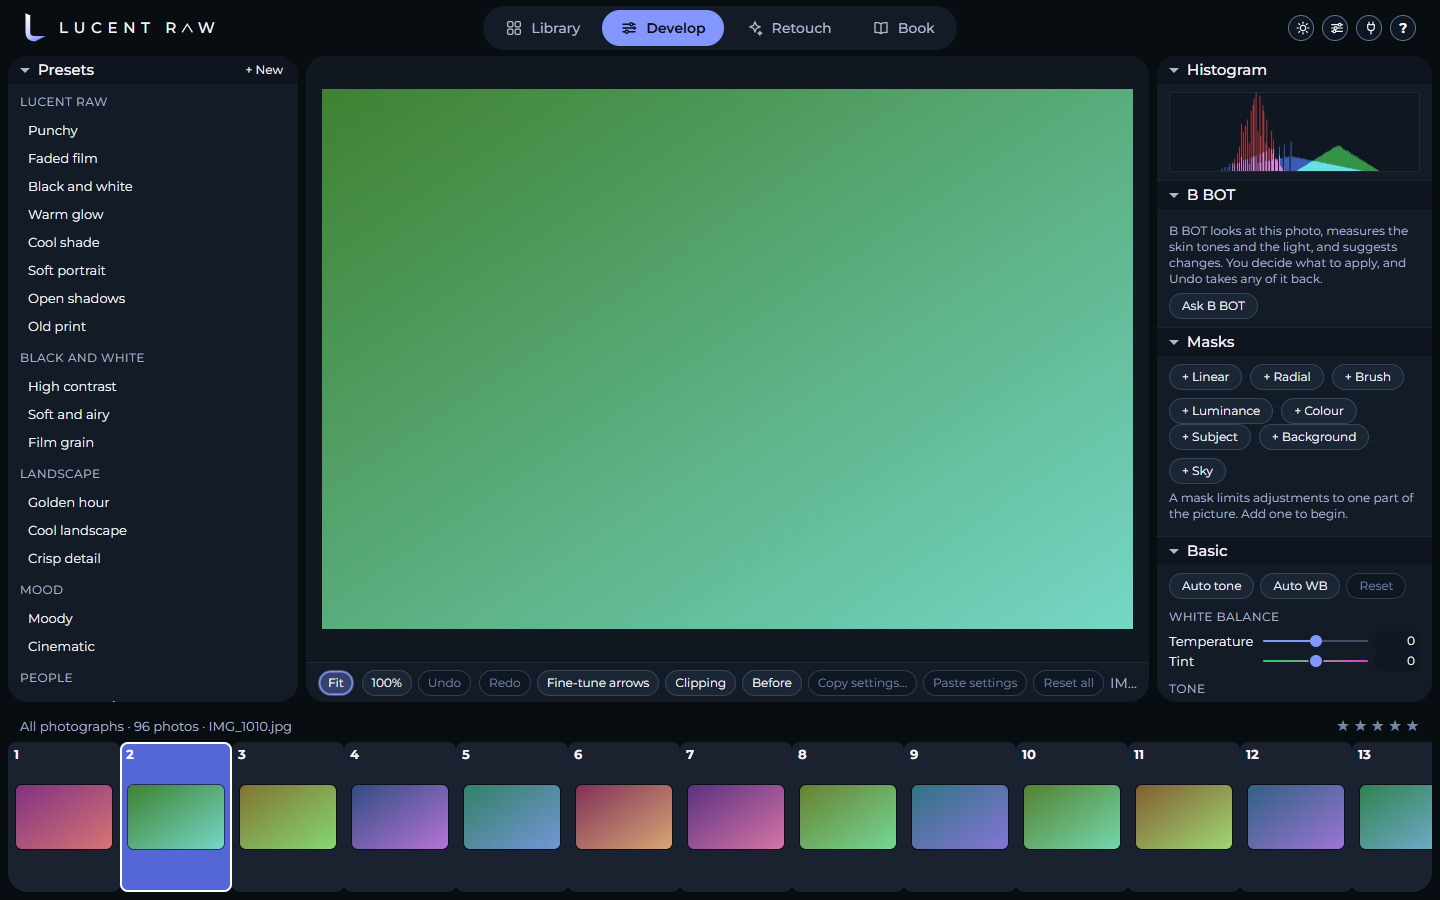 LUCENT RAW
Library
Develop
Retouch
Book
?
Presets
+ New
LUCENT RAW
Punchy
Faded film
Black and white
Warm glow
Cool shade
Soft portrait
Open shadows
Old print
BLACK AND WHITE
High contrast
Soft and airy
Film grain
LANDSCAPE
Golden hour
Cool landscape
Crisp detail
MOOD
Moody
Cinematic
PEOPLE
Fit
100%
Undo
Redo
Fine-tune arrows
Clipping
Before
Copy settings...
Paste settings
Reset all
IM...
Histogram
B BOT
B BOT looks at this photo, measures the
skin tones and the light, and suggests
changes. You decide what to apply, and
Undo takes any of it back.
Ask B BOT
Masks
+ Linear
+ Radial
+ Brush
+ Luminance
+ Colour
+ Subject
+ Background
+ Sky
A mask limits adjustments to one part of
the picture. Add one to begin.
Basic
Auto tone
Auto WB
Reset
WHITE BALANCE
Temperature 0
Tint 0
TONE
All photographs · 96 photos · IMG_1010.jpg
★ ★ ★ ★ ★
1
2
3
4
5
6
7
8
9
10
11
12
13